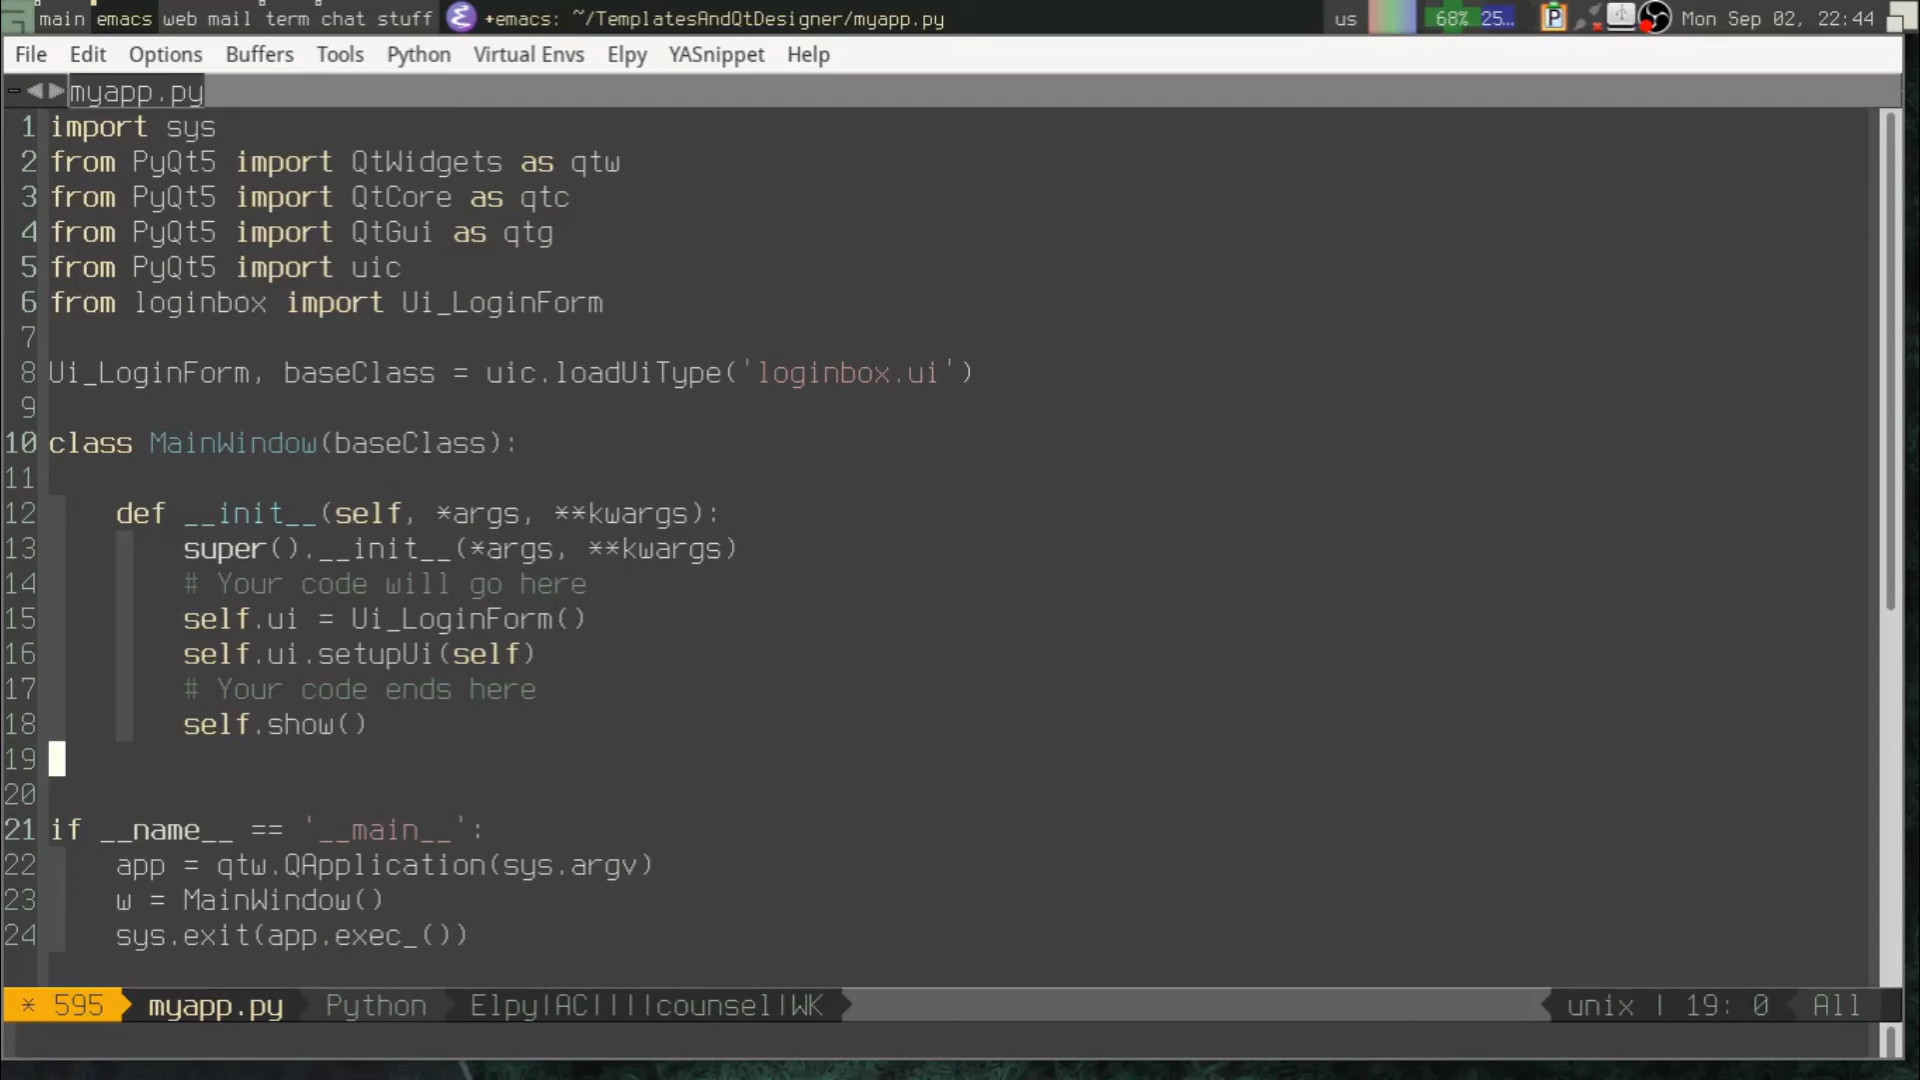 main emacs web mail term chat stuff +emacs: ~/TemplatesAndQtDesigner/myapp.py us 68% 25... P Mon Sep 02, 22:44
File Edit Options Buffers Tools Python Virtual Envs Elpy YASnippet Help
myapp.py
1 import sys
2 from PyQt5 import QtWidgets as qtw
3 from PyQt5 import QtCore as qtc
4 from PyQt5 import QtGui as qtg
5 from PyQt5 import uic
6 from loginbox import Ui_LoginForm
7
8 Ui_LoginForm, baseClass = uic.loadUiType('loginbox.ui')
9
10 class MainWindow(baseClass):
11
12     def __init__(self, *args, **kwargs):
13         super().__init__(*args, **kwargs)
14         # Your code will go here
15         self.ui = Ui_LoginForm()
16         self.ui.setupUi(self)
17         # Your code ends here
18         self.show()
19
20
21 if __name__ == '__main__':
22     app = qtw.QApplication(sys.argv)
23     w = MainWindow()
24     sys.exit(app.exec_())
* 595 myapp.py Python Elpy|AC||||counsel|WK unix | 19: 0 All